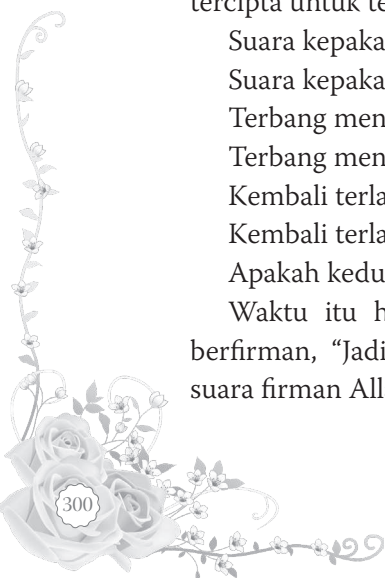 tercipta untuk te
Suara kepaka
Suara kepaka
Terbang men
Terbang men
Kembali terla
Kembali terla
Apakah kedu
Waktu itu h
berfirman, “Jadi
suara firman All
300